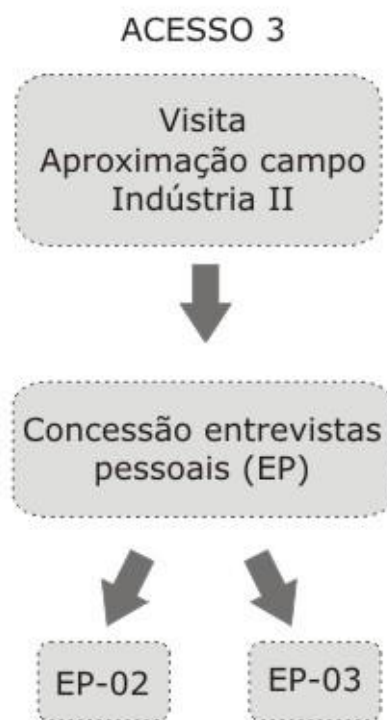 ACESSO 3
Visita
Aproximação campo
Indústria II
Concessão entrevistas
pessoais (EP)
EP-02
EP-03